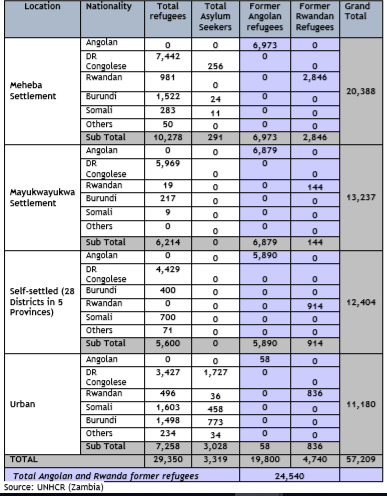 Location Nationality Total refugees Total Asylum Seekers Former Angolan refugees Former Rwandan Refugees Grand Total
Meheba Settlement
Angolan 0 0 6,973 0
DR Congolese 7,442 256 0 0
Rwandan 981 0 0 2,846
Burundi 1,522 24 0 0
Somali 283 11 0 0
Others 50 0 0 0
Sub Total 10,278 291 6,973 2,846
20,388
Mayukwayukwa Settlement
Angolan 0 0 6,879 0
DR Congolese 5,969 0 0 0
Rwandan 19 0 0 144
Burundi 217 0 0 0
Somali 9 0 0 0
Others 0 0 0 0
Sub Total 6,214 0 6,879 144
13,237
Self-settled (28 Districts in 5 Provinces)
Angolan 0 0 5,890 0
DR Congolese 4,429 0 0 0
Burundi 400 0 0 0
Rwandan 0 0 0 914
Somali 700 0 0 0
Others 71 0 0 0
Sub Total 5,600 0 5,890 914
12,404
Urban
Angolan 0 0 58 0
DR Congolese 3,427 1,727 0 0
Rwandan 496 36 0 836
Somali 1,603 458 0 0
Burundi 1,498 773 0 0
Others 234 34 0 0
Sub Total 7,258 3,028 58 836
11,180
TOTAL 29,350 3,319 19,800 4,740 57,209
Total Angolan and Rwanda former refugees 24,540
Source: UNHCR (Zambia)